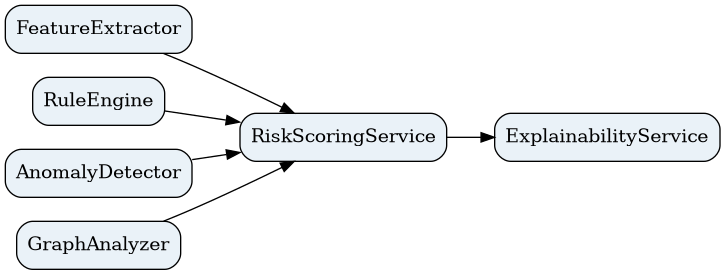 FeatureExtractor
RuleEngine
RiskScoringService
ExplainabilityService
AnomalyDetector
GraphAnalyzer